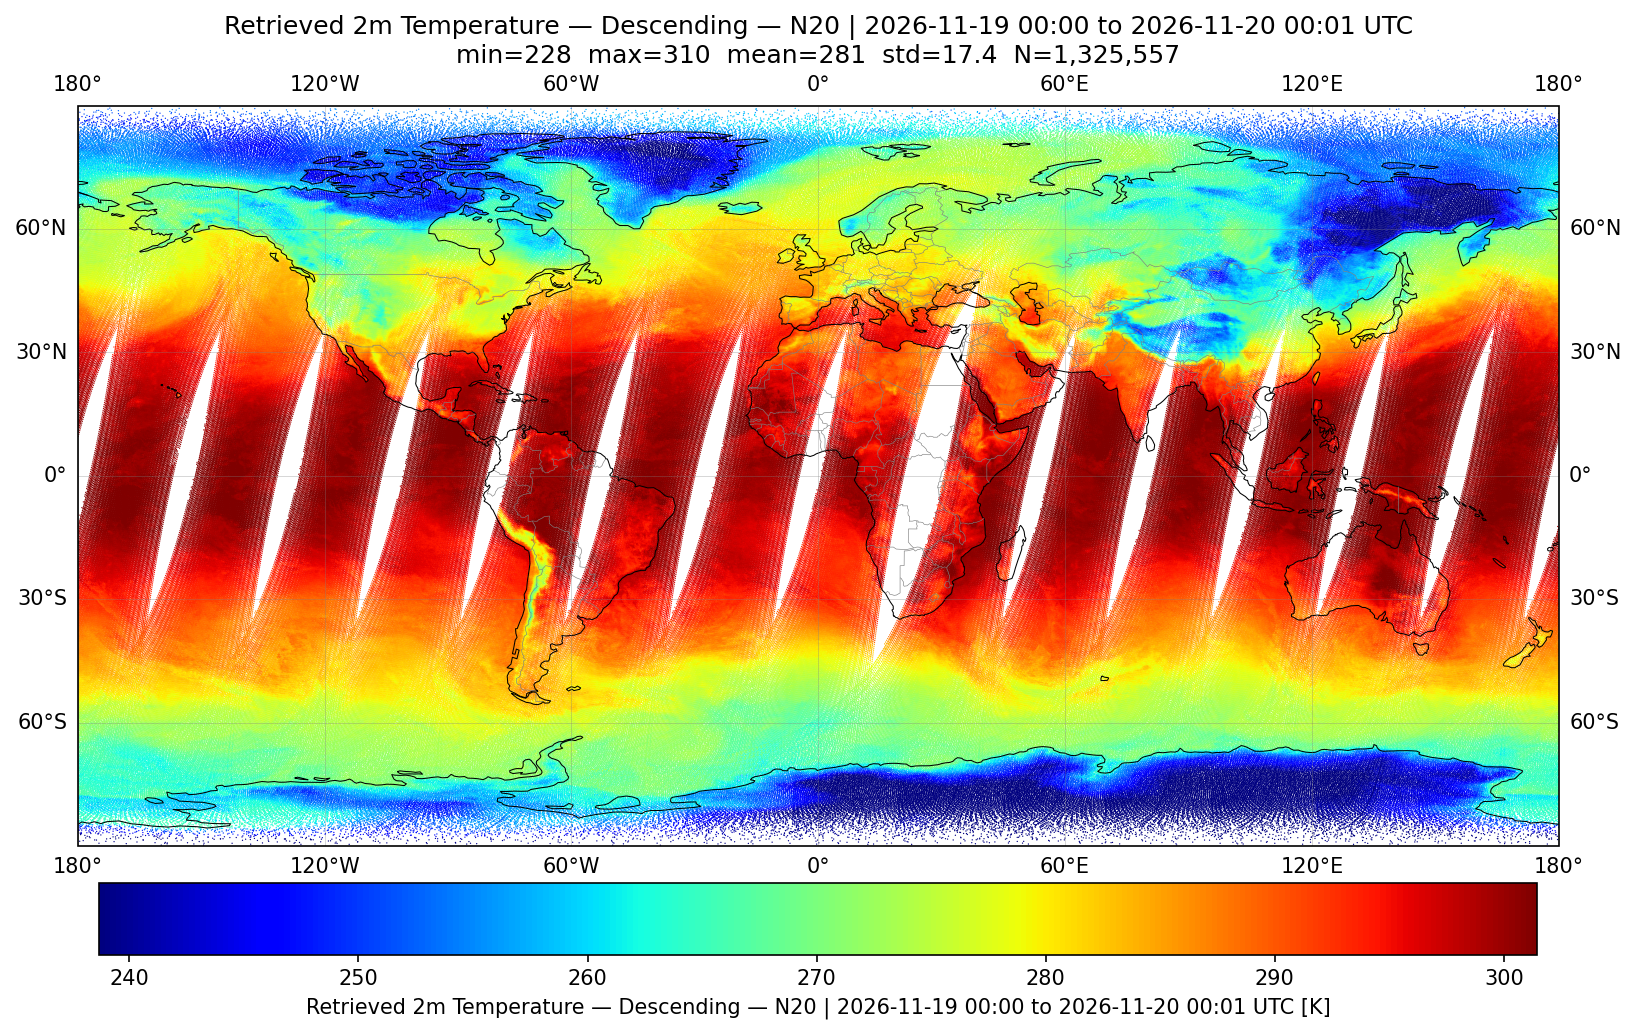 Retrieved 2m Temperature — Descending — N20 | 2026-11-19 00:00 to 2026-11-20 00:01 UTC
min=228  max=310  mean=281  std=17.4  N=1,325,557
180° 120°W 60°W 0° 60°E 120°E 180°
60°N 60°N
30°N 30°N
0° 0°
30°S 30°S
60°S 60°S
180° 120°W 60°W 0° 60°E 120°E 180°
240 250 260 270 280 290 300
Retrieved 2m Temperature — Descending — N20 | 2026-11-19 00:00 to 2026-11-20 00:01 UTC [K]